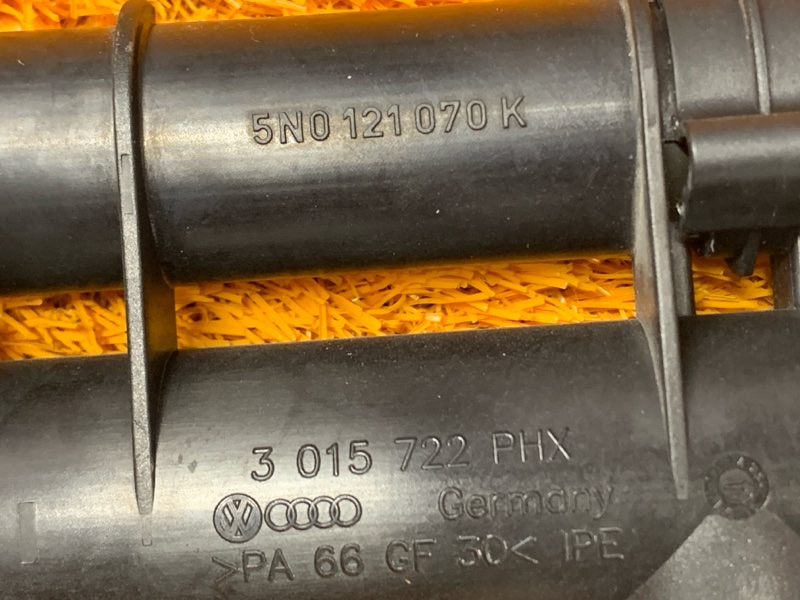 5N0 121 070 K
3 015 722 PHX
Germany
>PA 66 GF 30< IPE